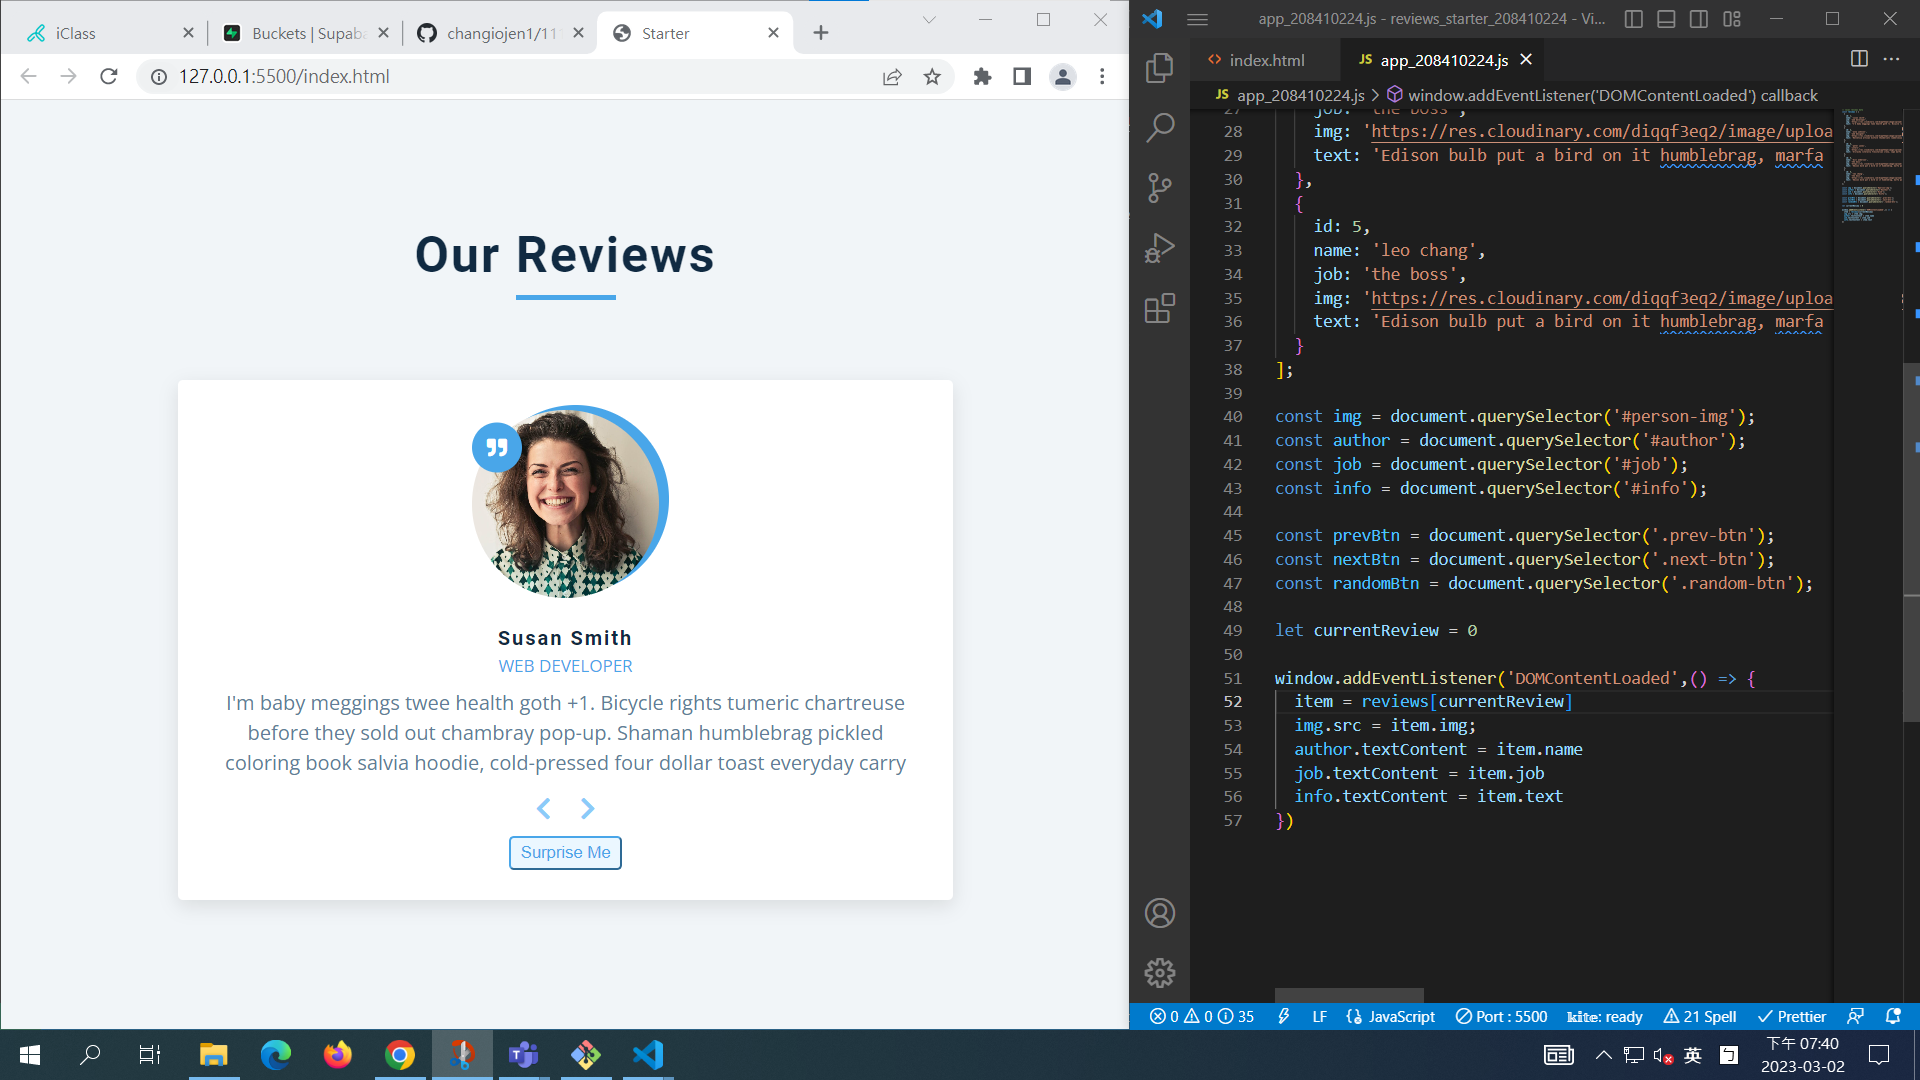 iClass
Buckets | Supaba
changiojen1/11
Starter
127.0.0.1:5500/index.html
Our Reviews
Susan Smith
WEB DEVELOPER
I'm baby meggings twee health goth +1. Bicycle rights tumeric chartreuse
before they sold out chambray pop-up. Shaman humblebrag pickled
coloring book salvia hoodie, cold-pressed four dollar toast everyday carry
Surprise Me
app_208410224.js - reviews_starter_208410224 - Vi...
index.html
JS app_208410224.js
JS app_208410224.js > window.addEventListener('DOMContentLoaded') callback
27 job: 'the boss',
28 img: 'https://res.cloudinary.com/diqqf3eq2/image/uploa
29 text: 'Edison bulb put a bird on it humblebrag, marfa
30 },
31 {
32 id: 5,
33 name: 'leo chang',
34 job: 'the boss',
35 img: 'https://res.cloudinary.com/diqqf3eq2/image/uploa
36 text: 'Edison bulb put a bird on it humblebrag, marfa
37 }
38 ];
39
40 const img = document.querySelector('#person-img');
41 const author = document.querySelector('#author');
42 const job = document.querySelector('#job');
43 const info = document.querySelector('#info');
44
45 const prevBtn = document.querySelector('.prev-btn');
46 const nextBtn = document.querySelector('.next-btn');
47 const randomBtn = document.querySelector('.random-btn');
48
49 let currentReview = 0
50
51 window.addEventListener('DOMContentLoaded',() => {
52 item = reviews[currentReview]
53 img.src = item.img;
54 author.textContent = item.name
55 job.textContent = item.job
56 info.textContent = item.text
57 })
0 0 35 LF JavaScript Port : 5500 kite: ready 21 Spell Prettier
英 下午 07:40
2023-03-02